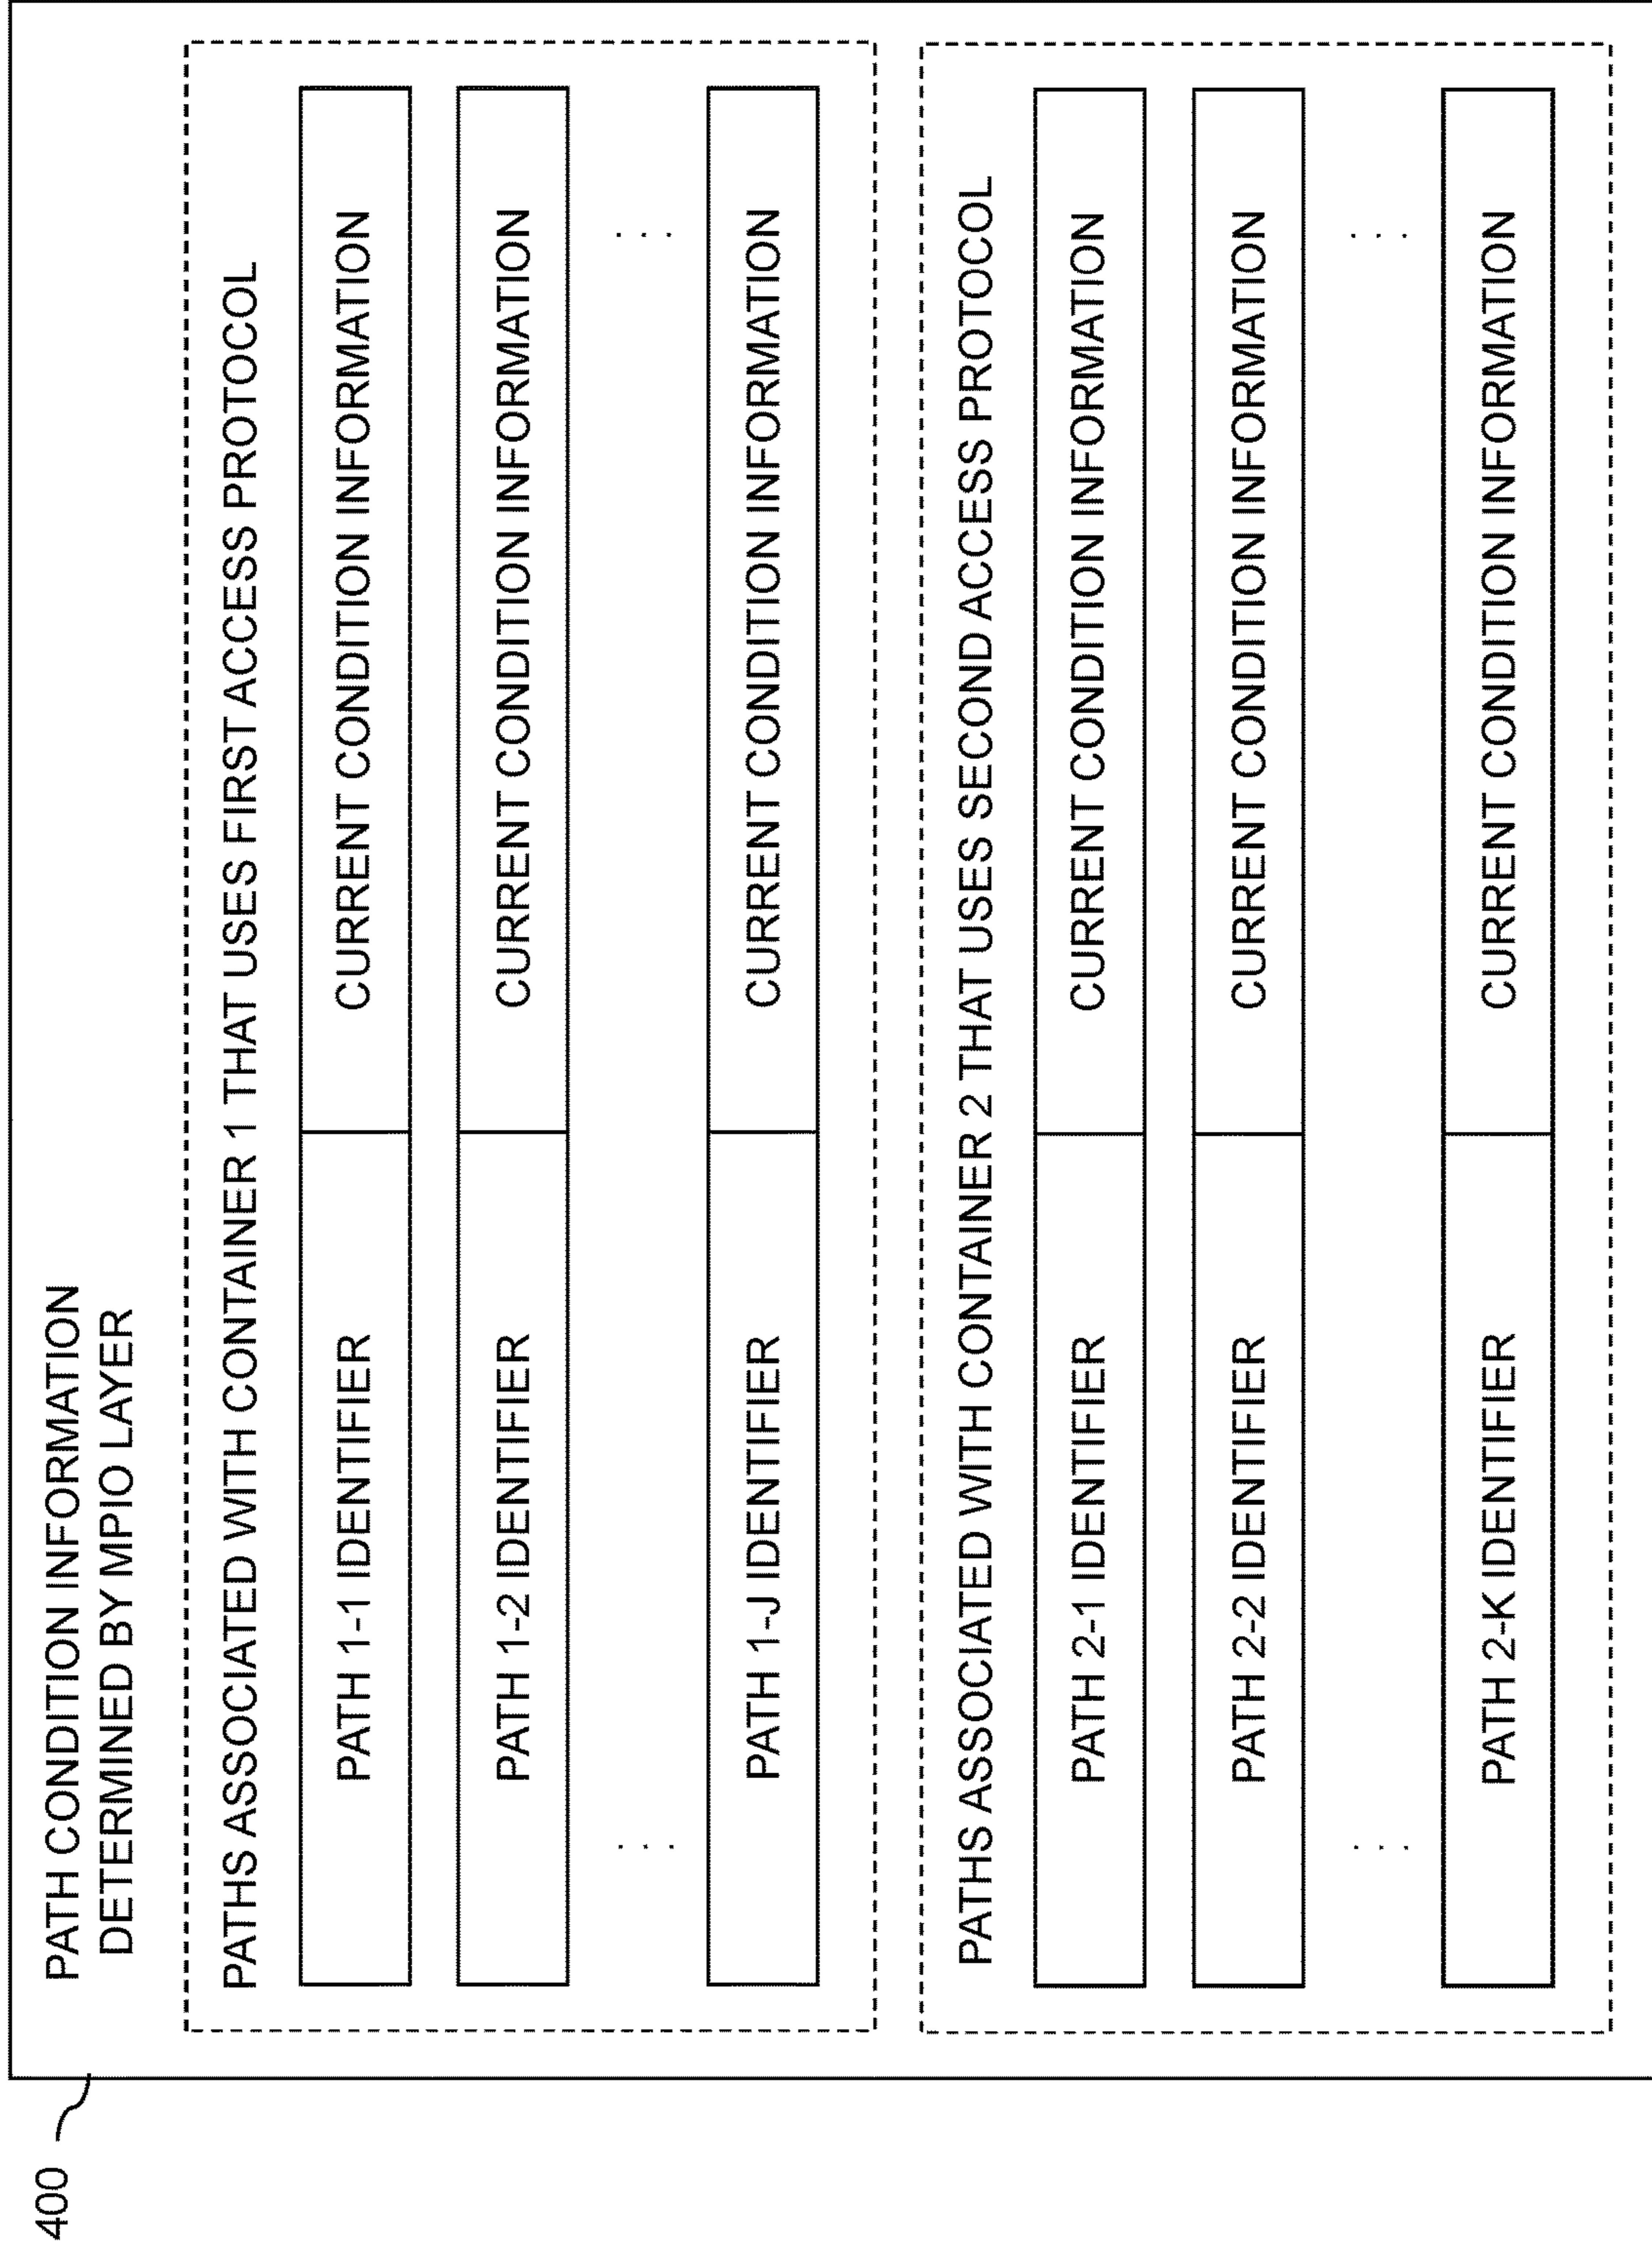 400
PATH CONDITION INFORMATION
DETERMINED BY MPIO LAYER
PATHS ASSOCIATED WITH CONTAINER 1 THAT USES FIRST ACCESS PROTOCOL
PATH 1-1 IDENTIFIER CURRENT CONDITION INFORMATION
PATH 1-2 IDENTIFIER CURRENT CONDITION INFORMATION
. . . . . .
PATH 1-J IDENTIFIER CURRENT CONDITION INFORMATION
PATHS ASSOCIATED WITH CONTAINER 2 THAT USES SECOND ACCESS PROTOCOL
PATH 2-1 IDENTIFIER CURRENT CONDITION INFORMATION
PATH 2-2 IDENTIFIER CURRENT CONDITION INFORMATION
. . . . . .
PATH 2-K IDENTIFIER CURRENT CONDITION INFORMATION